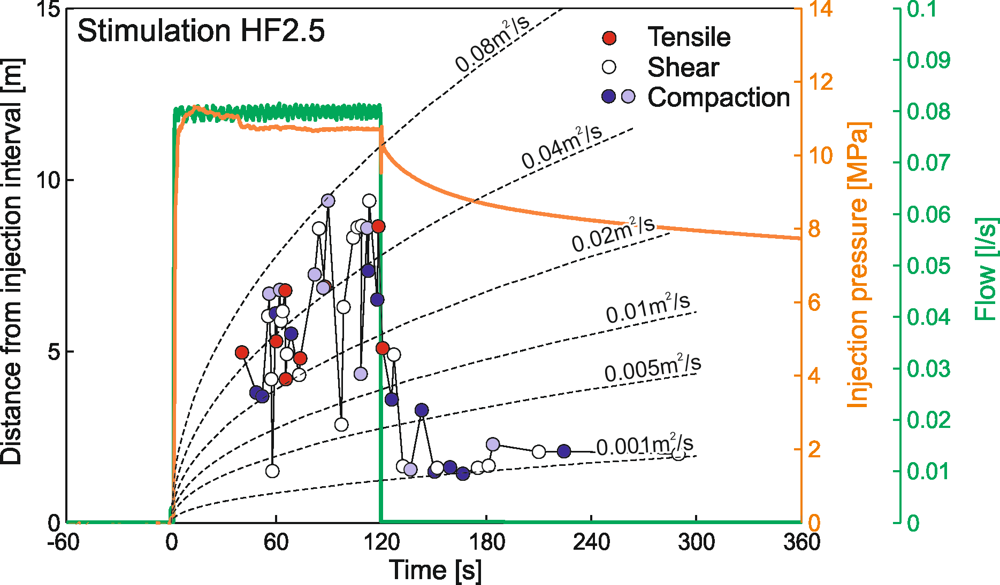 Stimulation HF2.5
Tensile
Shear
Compaction
0.08m²/s
0.04m²/s
0.02m²/s
0.01m²/s
0.005m²/s
0.001m²/s
Distance from injection interval [m]
15
10
5
0
-60 0 60 120 180 240 300 360
Time [s]
14
12
10
8
6
4
2
0
Injection pressure [MPa]
0.1
0.09
0.08
0.07
0.06
0.05
0.04
0.03
0.02
0.01
0
Flow [l/s]